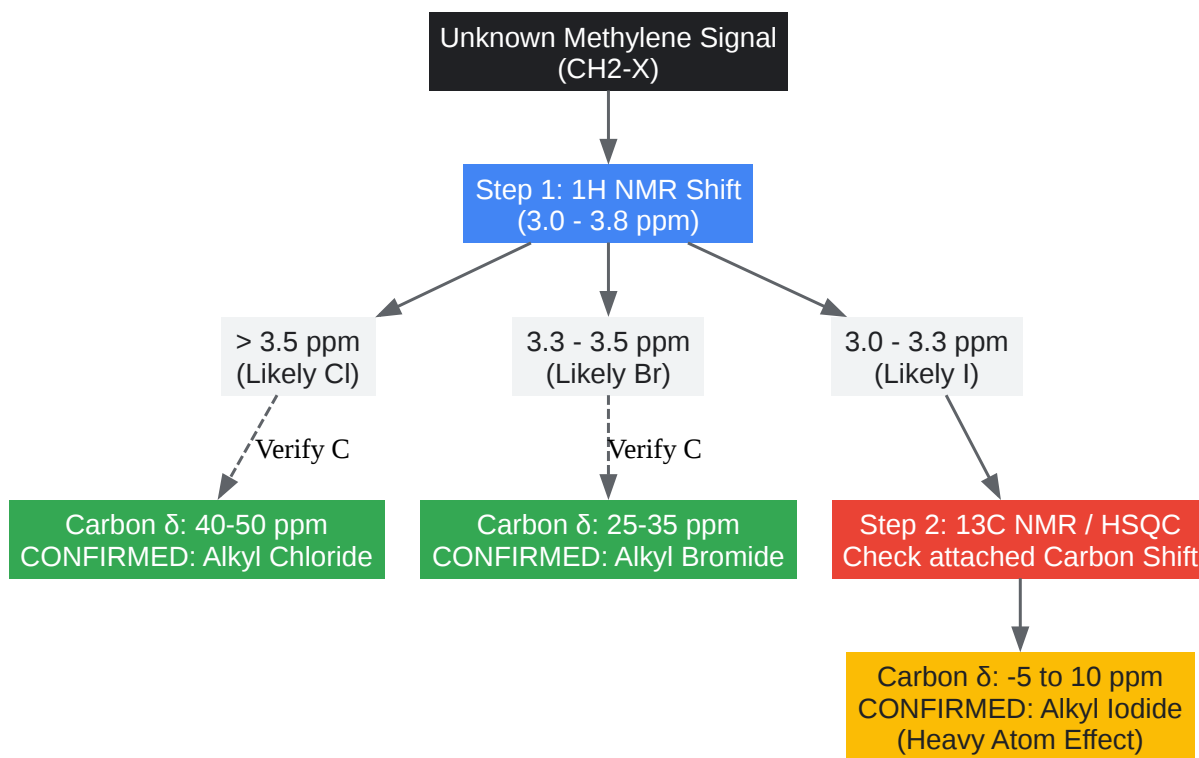 Unknown Methylene Signal
(CH2-X)
Step 1: 1H NMR Shift
(3.0 - 3.8 ppm)
> 3.5 ppm
(Likely Cl)
3.3 - 3.5 ppm
(Likely Br)
3.0 - 3.3 ppm
(Likely I)
Verify C
Verify C
Carbon δ: 40-50 ppm
CONFIRMED: Alkyl Chloride
Carbon δ: 25-35 ppm
CONFIRMED: Alkyl Bromide
Step 2: 13C NMR / HSQC
Check attached Carbon Shift
Carbon δ: -5 to 10 ppm
CONFIRMED: Alkyl Iodide
(Heavy Atom Effect)